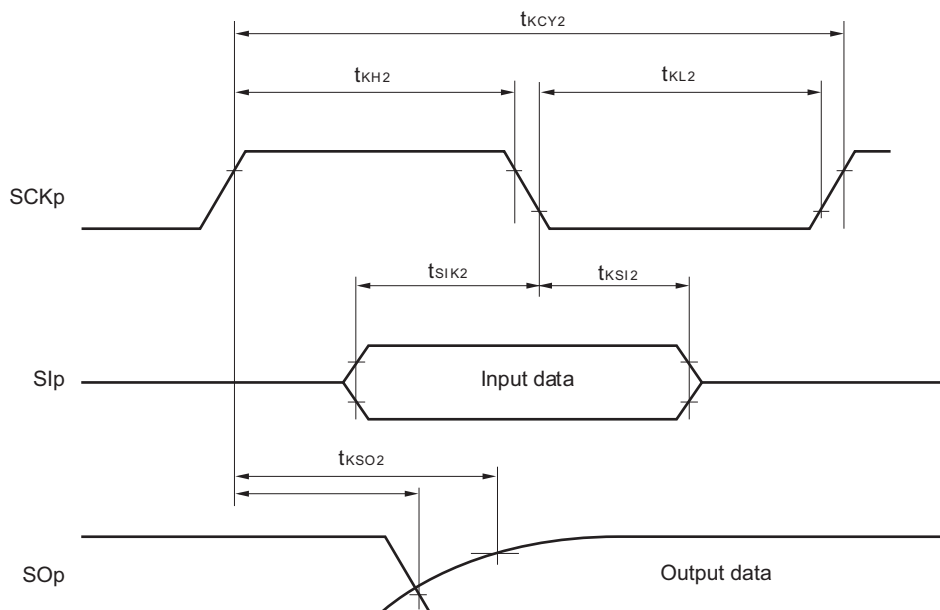 tKCY2
tKH2
tKL2
SCKp
tSIK2
tKSI2
SIp
Input data
tKSO2
SOp
Output data